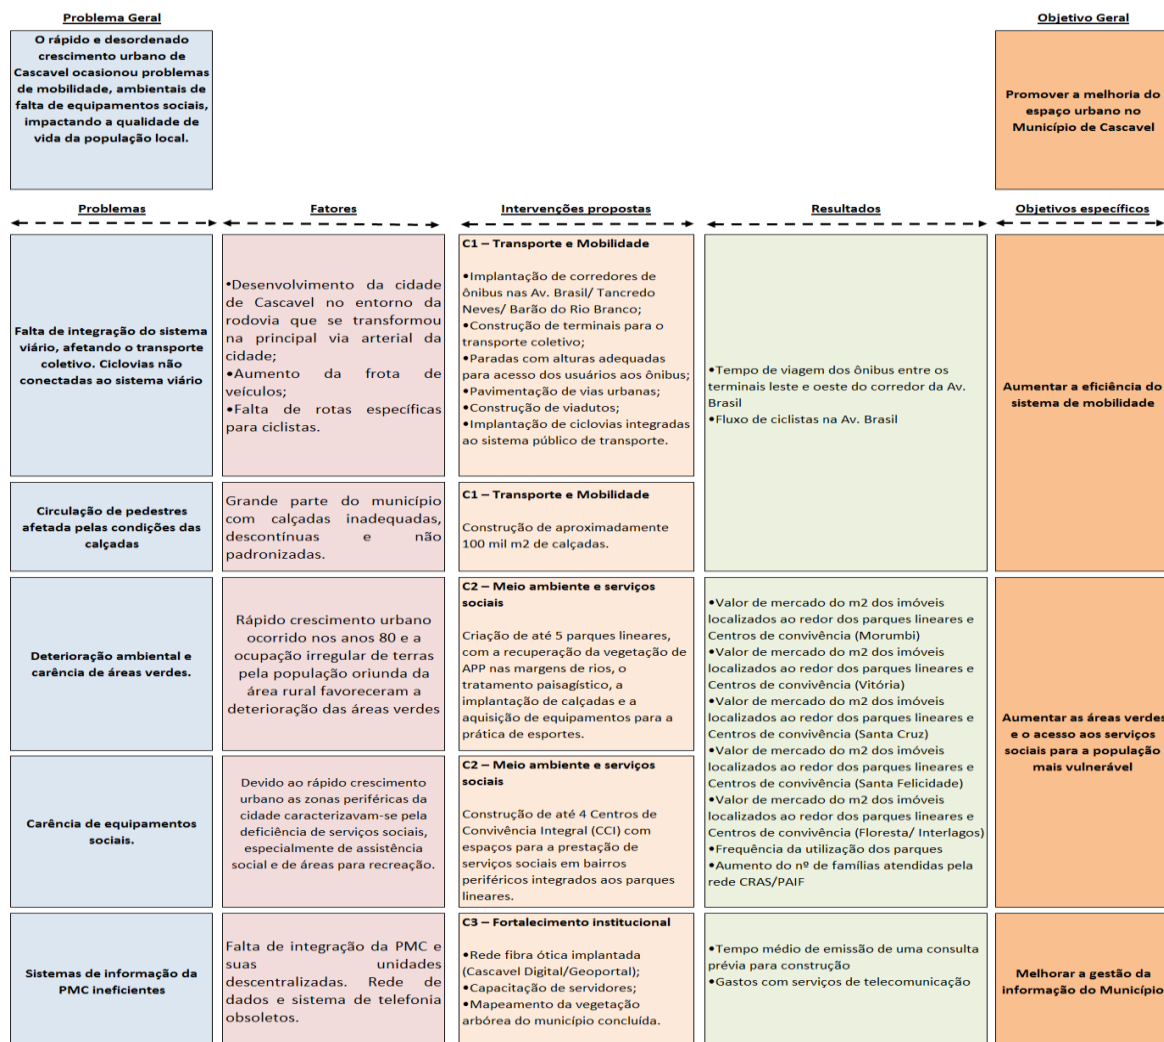 Problema Geral
O rápido e desordenado
crescimento urbano de
Cascavel ocasionou problemas
de mobilidade, ambientais de
falta de equipamentos sociais,
impactando a qualidade de
vida da população local.
Objetivo Geral
Promover a melhoria do
espaço urbano no
Município de Cascavel
Problemas
Fatores
Intervenções propostas
Resultados
Objetivos específicos
Falta de integração do sistema
viário, afetando o transporte
coletivo. Ciclovias não
conectadas ao sistema viário
•Desenvolvimento da cidade
de Cascavel no entorno da
rodovia que se transformou
na principal via arterial da
cidade;
•Aumento da frota de
veículos;
•Falta de rotas específicas
para ciclistas.
C1 – Transporte e Mobilidade
•Implantação de corredores de
ônibus nas Av. Brasil/ Tancredo
Neves/ Barão do Rio Branco;
•Construção de terminais para o
transporte coletivo;
•Paradas com alturas adequadas
para acesso dos usuários aos ônibus;
•Pavimentação de vias urbanas;
•Construção de viadutos;
•Implantação de ciclovias integradas
ao sistema público de transporte.
•Tempo de viagem dos ônibus entre os
terminais leste e oeste do corredor da Av.
Brasil
•Fluxo de ciclistas na Av. Brasil
Aumentar a eficiência do
sistema de mobilidade
Circulação de pedestres
afetada pelas condições das
calçadas
Grande parte do município
com calçadas inadequadas,
descontínuas e não
padronizadas.
C1 – Transporte e Mobilidade
Construção de aproximadamente
100 mil m2 de calçadas.
Deterioração ambiental e
carência de áreas verdes.
Rápido crescimento urbano
ocorrido nos anos 80 e a
ocupação irregular de terras
pela população oriunda da
área rural favoreceram a
deterioração das áreas verdes
C2 – Meio ambiente e serviços
sociais
Criação de até 5 parques lineares,
com a recuperação da vegetação de
APP nas margens de rios, o
tratamento paisagístico, a
implantação de calçadas e a
aquisição de equipamentos para a
prática de esportes.
•Valor de mercado do m2 dos imóveis
localizados ao redor dos parques lineares e
Centros de convivência (Morumbi)
•Valor de mercado do m2 dos imóveis
localizados ao redor dos parques lineares e
Centros de convivência (Vitória)
•Valor de mercado do m2 dos imóveis
localizados ao redor dos parques lineares e
Centros de convivência (Santa Cruz)
•Valor de mercado do m2 dos imóveis
localizados ao redor dos parques lineares e
Centros de convivência (Santa Felicidade)
•Valor de mercado do m2 dos imóveis
localizados ao redor dos parques lineares e
Centros de convivência (Floresta/ Interlagos)
•Frequência da utilização dos parques
•Aumento do nº de famílias atendidas pela
rede CRAS/PAIF
Aumentar as áreas verdes
e o acesso aos serviços
sociais para a população
mais vulnerável
Carência de equipamentos
sociais.
Devido ao rápido crescimento
urbano as zonas periféricas da
cidade caracterizavam-se pela
deficiência de serviços sociais,
especialmente de assistência
social e de áreas para recreação.
C2 – Meio ambiente e serviços
sociais
Construção de até 4 Centros de
Convivência Integral (CCI) com
espaços para a prestação de
serviços sociais em bairros
periféricos integrados aos parques
lineares.
Sistemas de informação da
PMC ineficientes
Falta de integração da PMC e
suas unidades
descentralizadas. Rede de
dados e sistema de telefonia
obsoletos.
C3 – Fortalecimento institucional
•Rede fibra ótica implantada
(Cascavel Digital/Geoportal);
•Capacitação de servidores;
•Mapeamento da vegetação
arbórea do município concluída.
•Tempo médio de emissão de uma consulta
prévia para construção
•Gastos com serviços de telecomunicação
Melhorar a gestão da
informação do Município